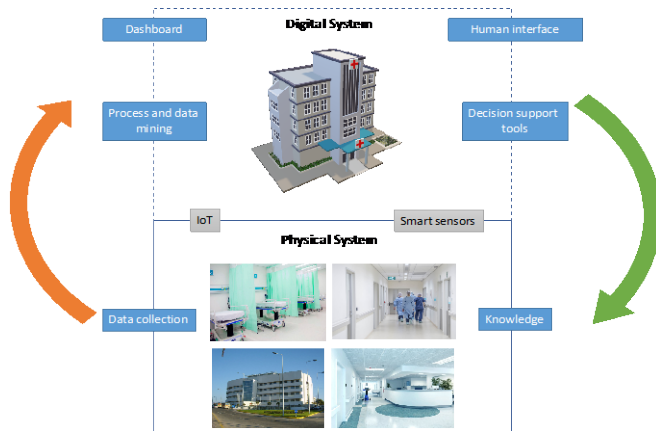 Digital System
Dashboard
Human interface
Process and data
mining
Decision support
tools
IoT
Smart sensors
Physical System
Data collection
Knowledge